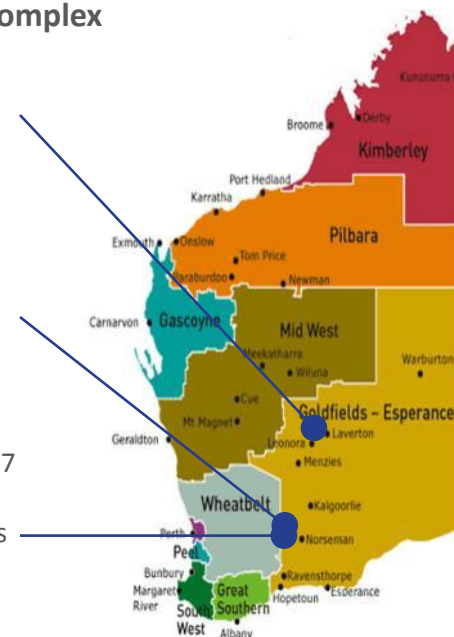 omplex
Kununurra
Broome
Derby
Kimberley
Port Hedland
Karratha
Pilbara
Exmouth
Onslow
Tom Price
Paraburdoo
Newman
Carnarvon
Gascoyne
Mid West
Meekatharra
Wiluna
Warburton
Cue
Mt Magnet
Goldfields – Esperance
Laverton
Geraldton
Leonora
Menzies
7
Wheatbelt
Kalgoorlie
s
Perth
Norseman
Peel
Bunbury
Ravensthorpe
Margaret
River
South
West
Great
Southern
Hopetoun
Esperance
Albany